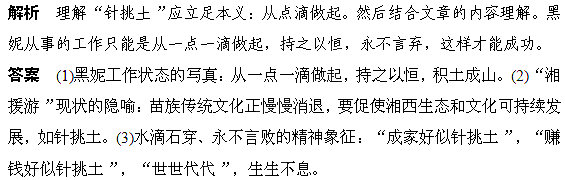 解析　理解“针挑土”应立足本义：从点滴做起。然后结合文章的内容理解。黑
妮从事的工作只能是从一点一滴做起，持之以恒，永不言弃，这样才能成功。
答案　(1)黑妮工作状态的写真：从一点一滴做起，持之以恒，积土成山。(2)“湘
援游”现状的隐喻：苗族传统文化正慢慢消退，要促使湘西生态和文化可持续发
展，如针挑土。(3)水滴石穿、永不言败的精神象征：“成家好似针挑土”，“赚
钱好似针挑土”，“世世代代”，生生不息。